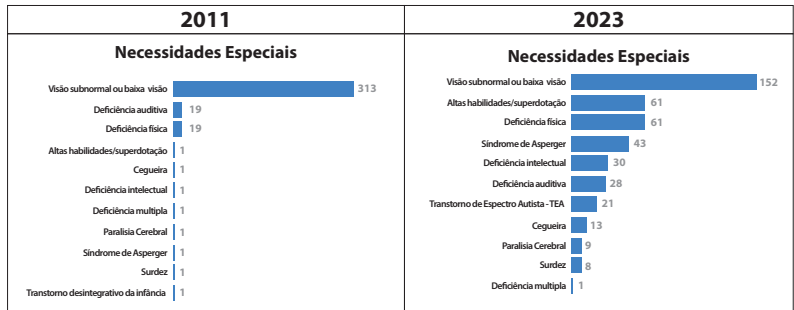 2011
Necessidades Especiais
Visão subnormal ou baixa visão 313
Deficiência auditiva 19
Deficiência física 19
Altas habilidades/superdotação 1
Cegueira 1
Deficiência intelectual 1
Deficiência multipla 1
Paralisia Cerebral 1
Síndrome de Asperger 1
Surdez 1
Transtorno desintegrativo da infância 1
2023
Necessidades Especiais
Visão subnormal ou baixa visão 152
Altas habilidades/superdotação 61
Deficiência física 61
Síndrome de Asperger 43
Deficiência intelectual 30
Deficiência auditiva 28
Transtorno de Espectro Autista - TEA 21
Cegueira 13
Paralisia Cerebral 9
Surdez 8
Deficiência multipla 1